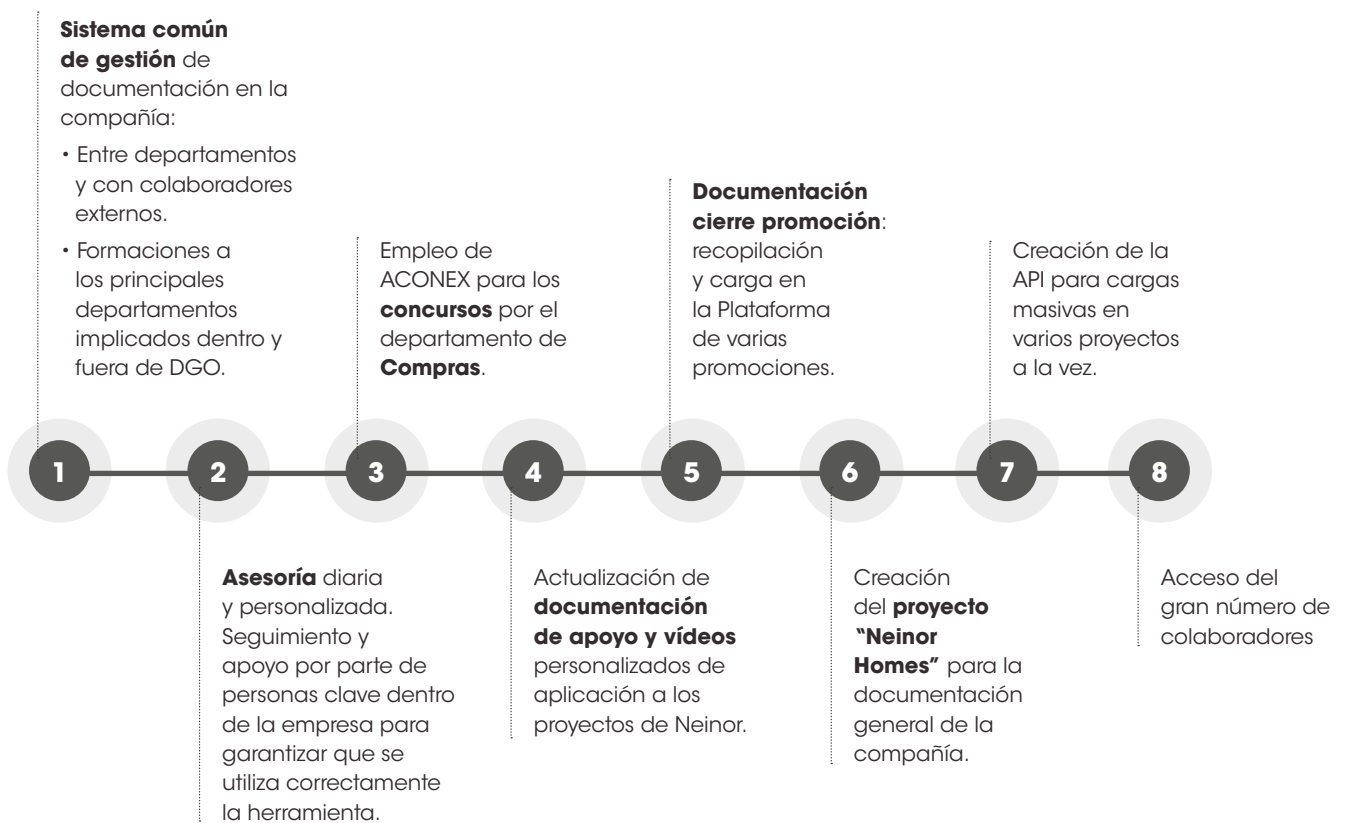 Sistema común
de gestión de
documentación en la
compañía:
• Entre departamentos
y con colaboradores
externos.
• Formaciones a
los principales
departamentos
implicados dentro y
fuera de DGO.
Empleo de
ACONEX para los
concursos por el
departamento de
Compras.
Documentación
cierre promoción:
recopilación
y carga en
la Plataforma
de varias
promociones.
Creación de la
API para cargas
masivas en
varios proyectos
a la vez.
1 2 3 4 5 6 7 8
Asesoría diaria
y personalizada.
Seguimiento y
apoyo por parte de
personas clave dentro
de la empresa para
garantizar que se
utiliza correctamente
la herramienta.
Actualización de
documentación
de apoyo y vídeos
personalizados de
aplicación a los
proyectos de Neinor.
Creación
del proyecto
“Neinor
Homes” para la
documentación
general de la
compañía.
Acceso del
gran número de
colaboradores